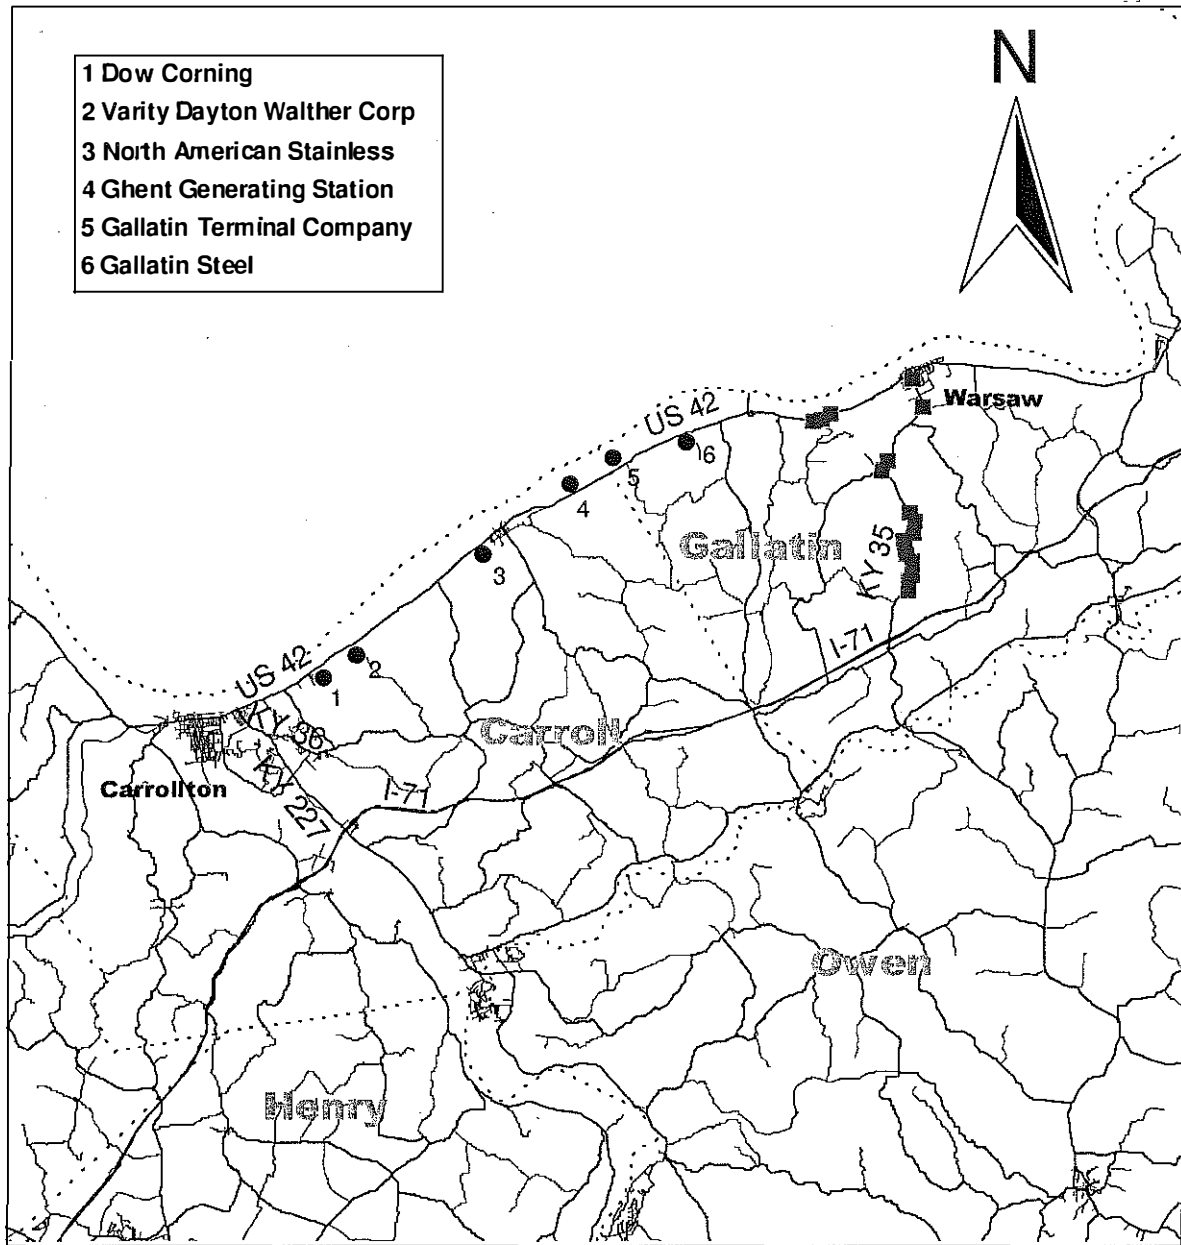 1 Dow Corning
2 Varity Dayton Walther Corp
3 North American Stainless
4 Ghent Generating Station
5 Gallatin Terminal Company
6 Gallatin Steel
N
Warsaw
US 42
6
5
4
Gallatin
KY 35
3
I-71
US 42
2
1
Carroll
KY 36
Carrollton
KY 227
I-71
Owen
Henry